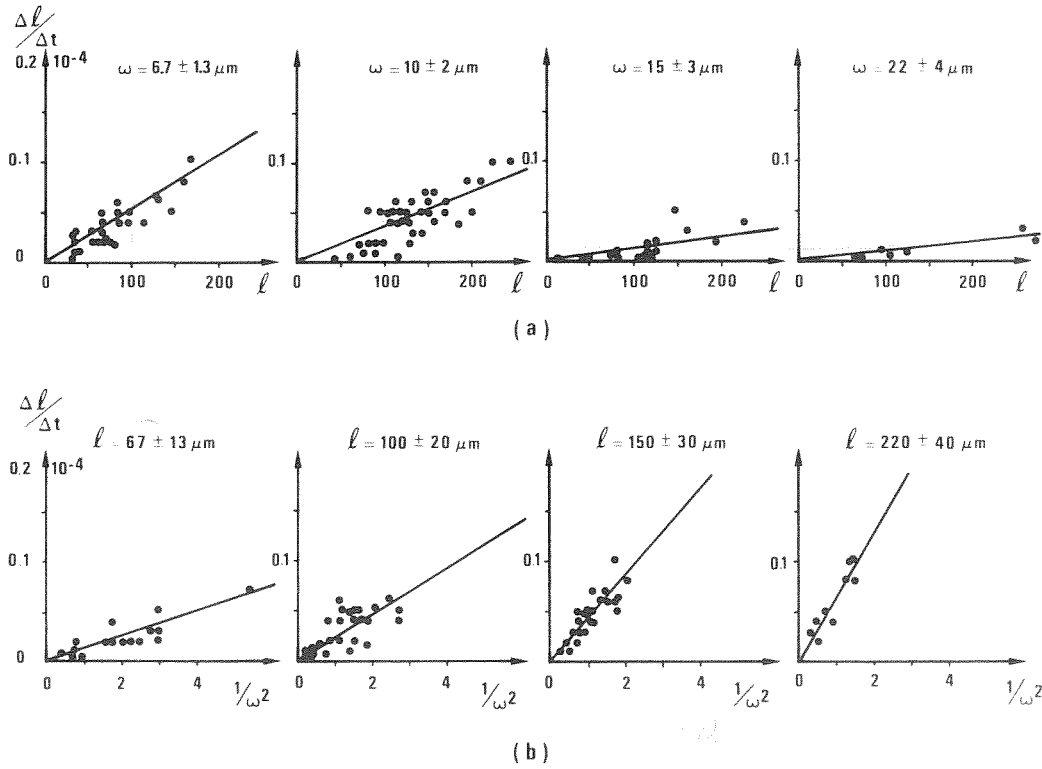 Δℓ/Δt
0.2 10-4
ω = 6.7 ± 1.3 μm
ω = 10 ± 2 μm
ω = 15 ± 3 μm
ω = 22 ± 4 μm
0.1 0.1 0.1 0.1
0
0 100 200 ℓ
0 100 200 ℓ
0 100 200 ℓ
0 100 200 ℓ
( a )
Δℓ/Δt
0.2 10-4
ℓ = 67 ± 13 μm
ℓ = 100 ± 20 μm
ℓ = 150 ± 30 μm
ℓ = 220 ± 40 μm
0.1 0.1 0.1 0.1
0
0 2 4 1/ω2
0 2 4 1/ω2
0 2 4 1/ω2
0 2 4 1/ω2
( b )